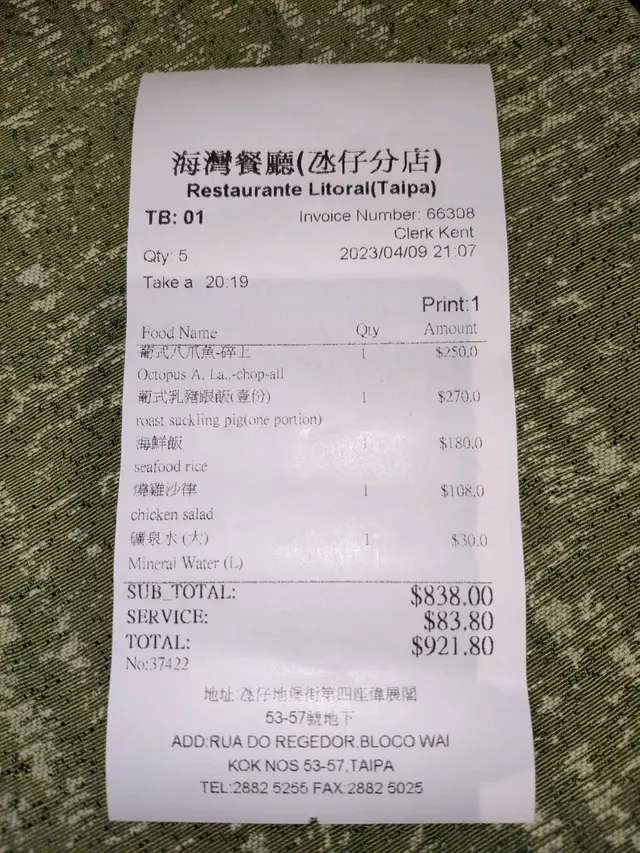 海灣餐廳(氹仔分店)
Restaurante Litoral(Taipa)
TB: 01 Invoice Number: 66308
Clerk Kent
Qty: 5 2023/04/09 21:07
Take a 20:19
Print:1
Food Name Qty Amount
葡式八爪魚-碎上 1 $250.0
Octopus A. La..-chop-all
葡式乳豬跟飯(壹份) 1 $270.0
roast suckling pig(one portion)
海鮮飯 1 $180.0
seafood rice
燒雞沙律 1 $108.0
chicken salad
礦泉水 (大) 1 $30.0
Mineral Water (L)
SUB_TOTAL: $838.00
SERVICE: $83.80
TOTAL: $921.80
No:37422
地址:氹仔地堡街第四座偉展閣
53-57號地下
ADD:RUA DO REGEDOR.BLOCO WAI
KOK NOS 53-57,TAIPA
TEL:2882 5255 FAX:2882 5025